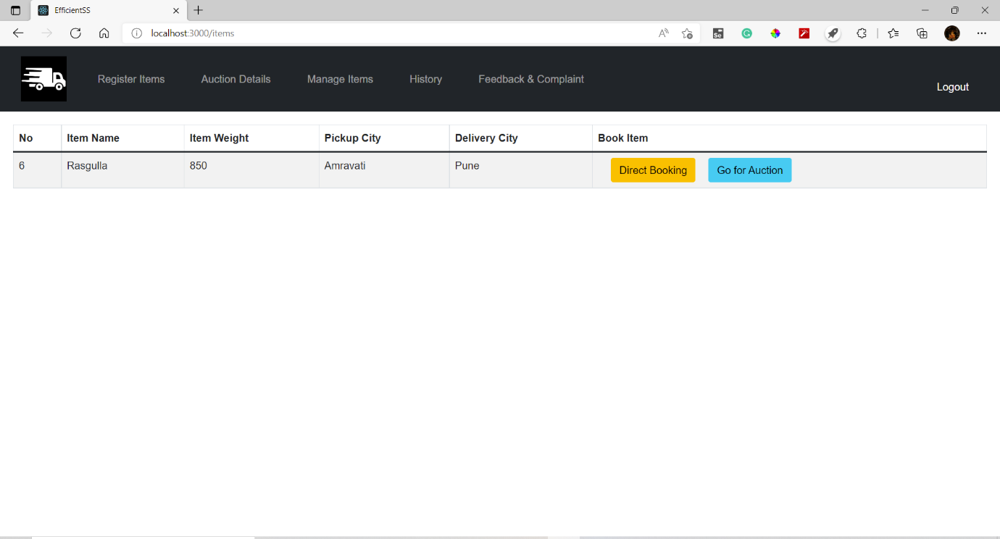 EfficientSS
localhost:3000/items
Register Items Auction Details Manage Items History Feedback & Complaint Logout
No Item Name Item Weight Pickup City Delivery City Book Item
6 Rasgulla 850 Amravati Pune Direct Booking Go for Auction